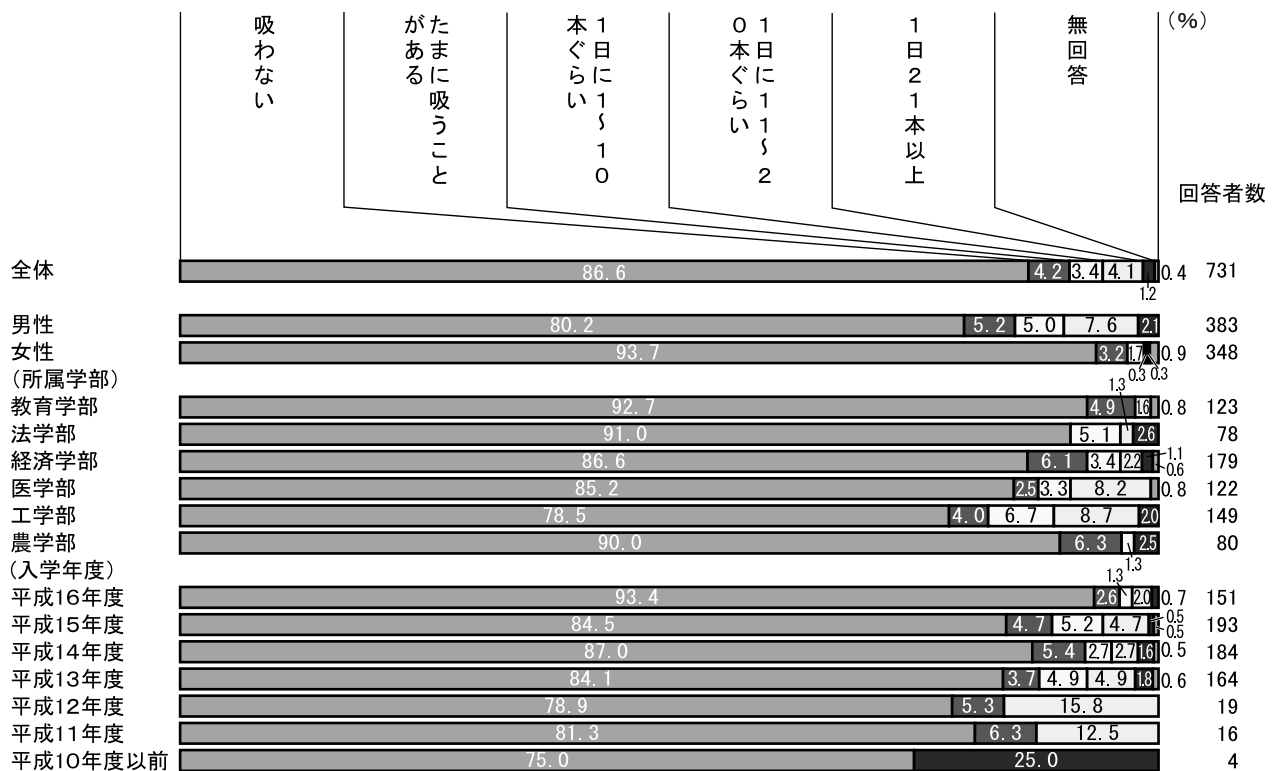 吸わない
たまに吸うこと
がある
１日に１～１０
本ぐらい
１日に１１～２
０本ぐらい
１日２１本以上
無回答
（%）
回答者数
全体 86.6 4.2 3.4 4.1 0.4 731
1.2
男性 80.2 5.2 5.0 7.6 2.1 383
女性 93.7 3.2 1.7 0.9 348
0.3 0.3
（所属学部）
1.3
教育学部 92.7 4.9 1.6 0.8 123
法学部 91.0 5.1 2.6 78
経済学部 86.6 6.1 3.4 2.2 1.1 0.6 179
医学部 85.2 2.5 3.3 8.2 0.8 122
工学部 78.5 4.0 6.7 8.7 2.0 149
農学部 90.0 6.3 2.5 80
1.3
（入学年度）
1.3
平成16年度 93.4 2.6 2.0 0.7 151
平成15年度 84.5 4.7 5.2 4.7 0.5 0.5 193
平成14年度 87.0 5.4 2.7 2.7 1.6 0.5 184
平成13年度 84.1 3.7 4.9 4.9 1.8 0.6 164
平成12年度 78.9 5.3 15.8 19
平成11年度 81.3 6.3 12.5 16
平成10年度以前 75.0 25.0 4